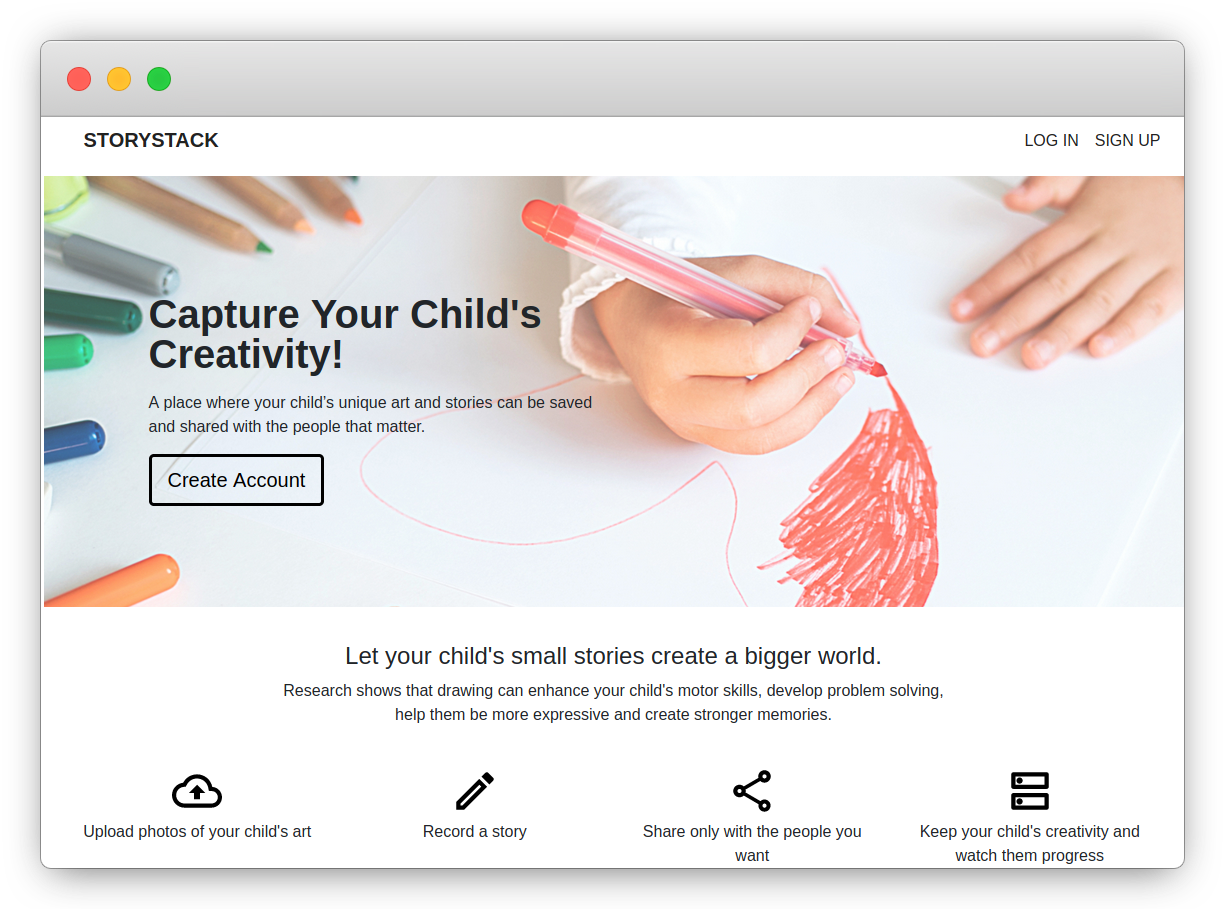 STORYSTACK
LOG IN SIGN UP
Capture Your Child's
Creativity!
A place where your child’s unique art and stories can be saved
and shared with the people that matter.
Create Account
Let your child's small stories create a bigger world.
Research shows that drawing can enhance your child's motor skills, develop problem solving,
help them be more expressive and create stronger memories.
Upload photos of your child's art
Record a story
Share only with the people you
want
Keep your child's creativity and
watch them progress